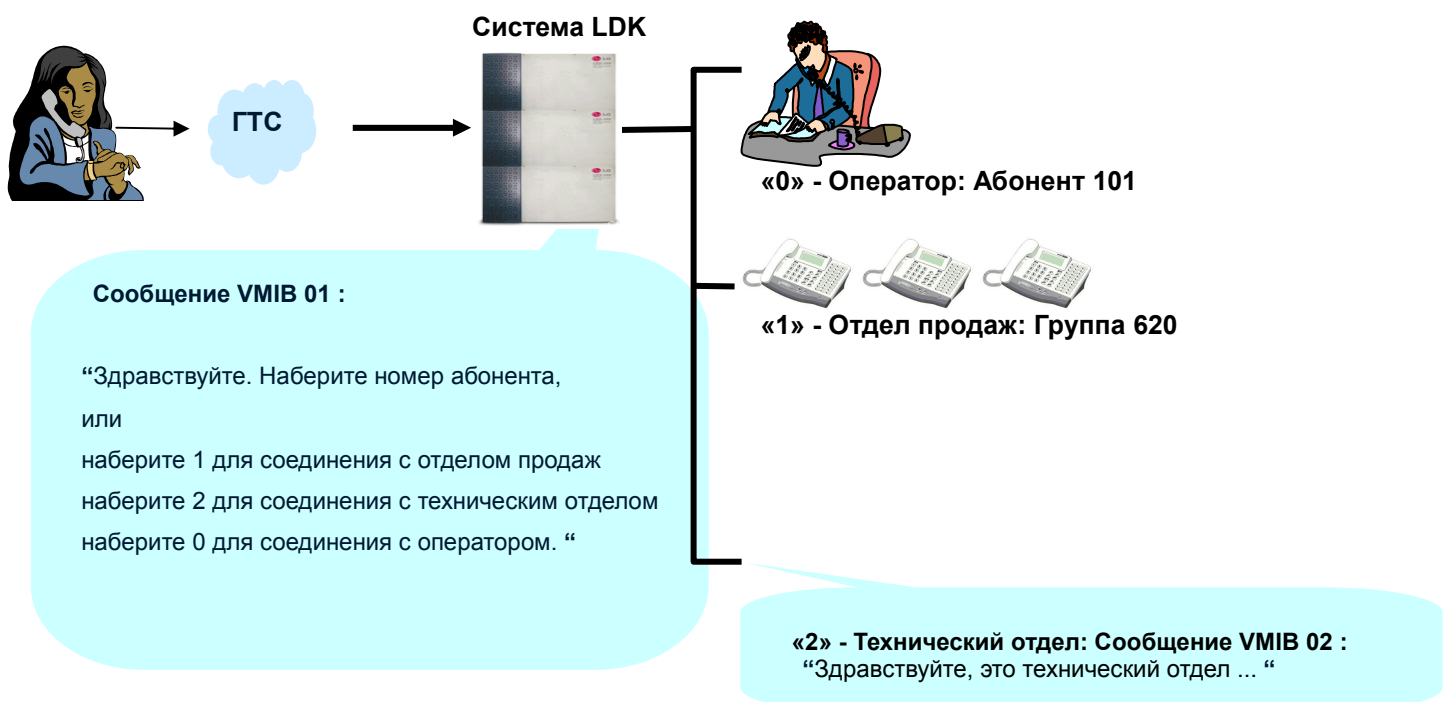 Система LDK
ГТС
«0» - Оператор: Абонент 101
«1» - Отдел продаж: Группа 620
Сообщение VMIB 01 :
“Здравствуйте. Наберите номер абонента,
или
наберите 1 для соединения с отделом продаж
наберите 2 для соединения с техническим отделом
наберите 0 для соединения с оператором. “
«2» - Технический отдел: Сообщение VMIB 02 :
“Здравствуйте, это технический отдел ... “